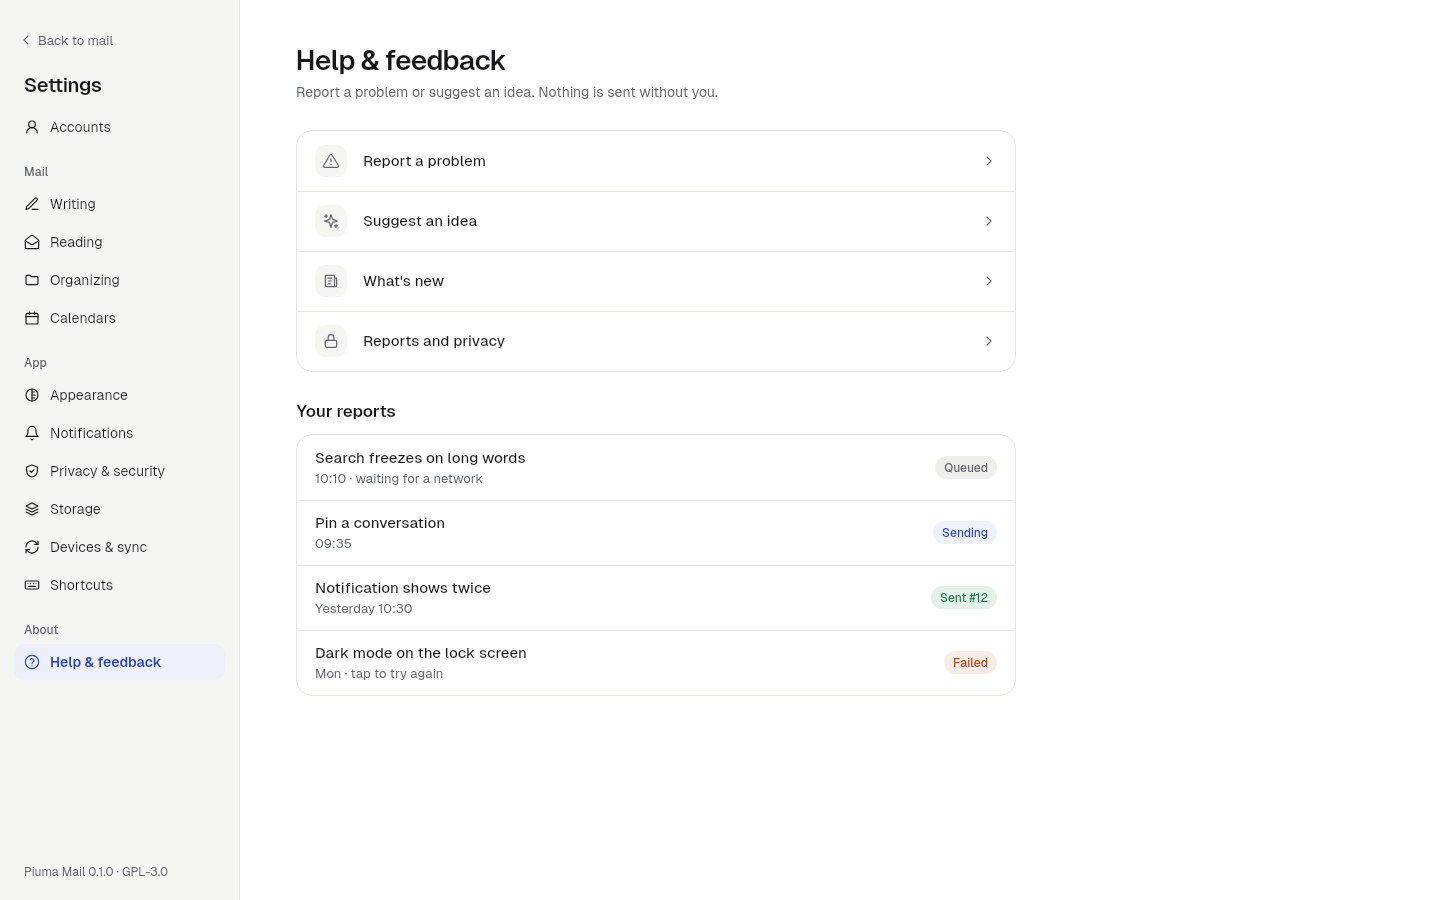 Back to mail
Settings
Accounts
Mail
Writing
Reading
Organizing
Calendars
App
Appearance
Notifications
Privacy & security
Storage
Devices & sync
Shortcuts
About
Help & feedback
Piuma Mail 0.1.0 · GPL-3.0
Help & feedback
Report a problem or suggest an idea. Nothing is sent without you.
Report a problem
Suggest an idea
What's new
Reports and privacy
Your reports
Search freezes on long words
10:10 · waiting for a network
Queued
Pin a conversation
09:35
Sending
Notification shows twice
Yesterday 10:30
Sent #12
Dark mode on the lock screen
Mon · tap to try again
Failed